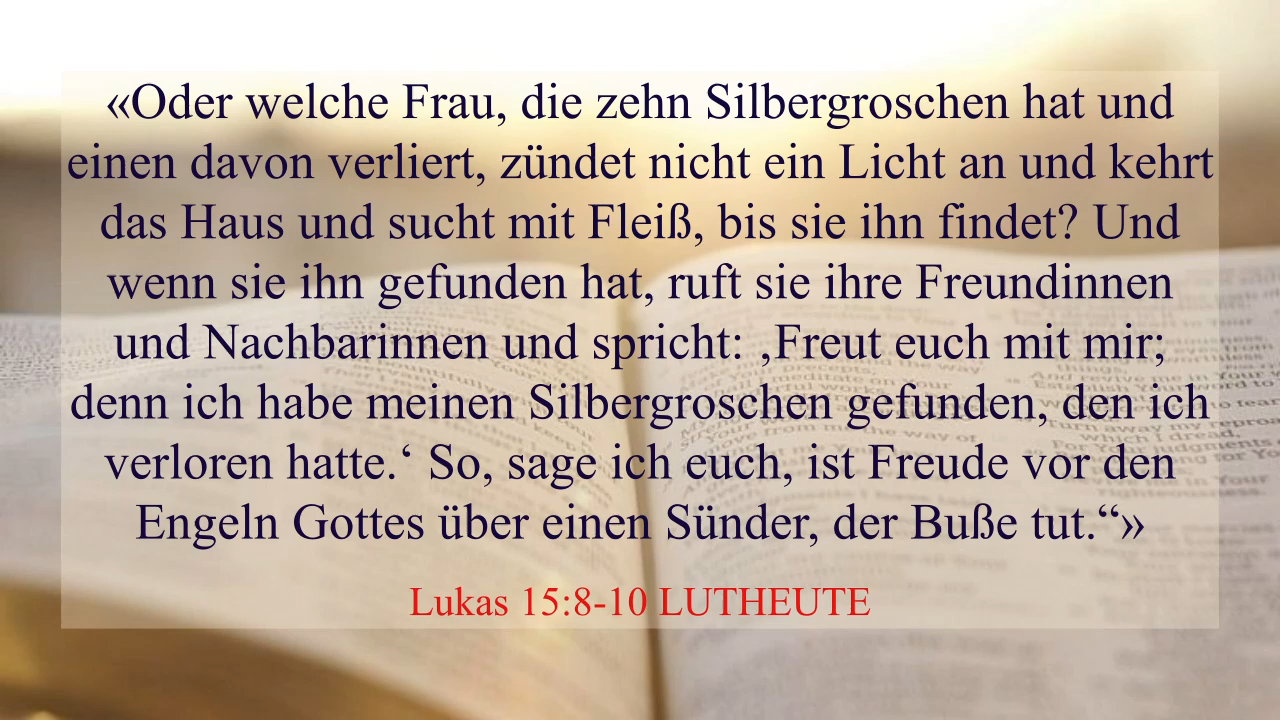 «Oder welche Frau, die zehn Silbergroschen hat und
einen davon verliert, zündet nicht ein Licht an und kehrt
das Haus und sucht mit Fleiß, bis sie ihn findet? Und
wenn sie ihn gefunden hat, ruft sie ihre Freundinnen
und Nachbarinnen und spricht: ‚Freut euch mit mir;
denn ich habe meinen Silbergroschen gefunden, den ich
verloren hatte.‘ So, sage ich euch, ist Freude vor den
Engeln Gottes über einen Sünder, der Buße tut.“»
Lukas 15:8-10 LUTHEUTE